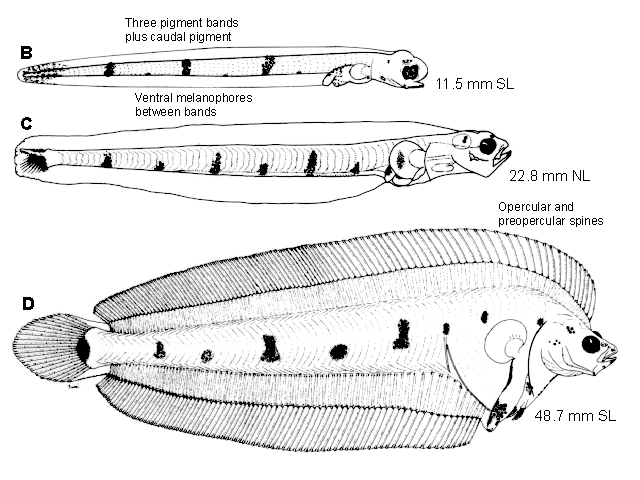 Three pigment bands
plus caudal pigment
B
11.5 mm SL
Ventral melanophores
between bands
C
22.8 mm NL
Opercular and
preopercular spines
D
48.7 mm SL